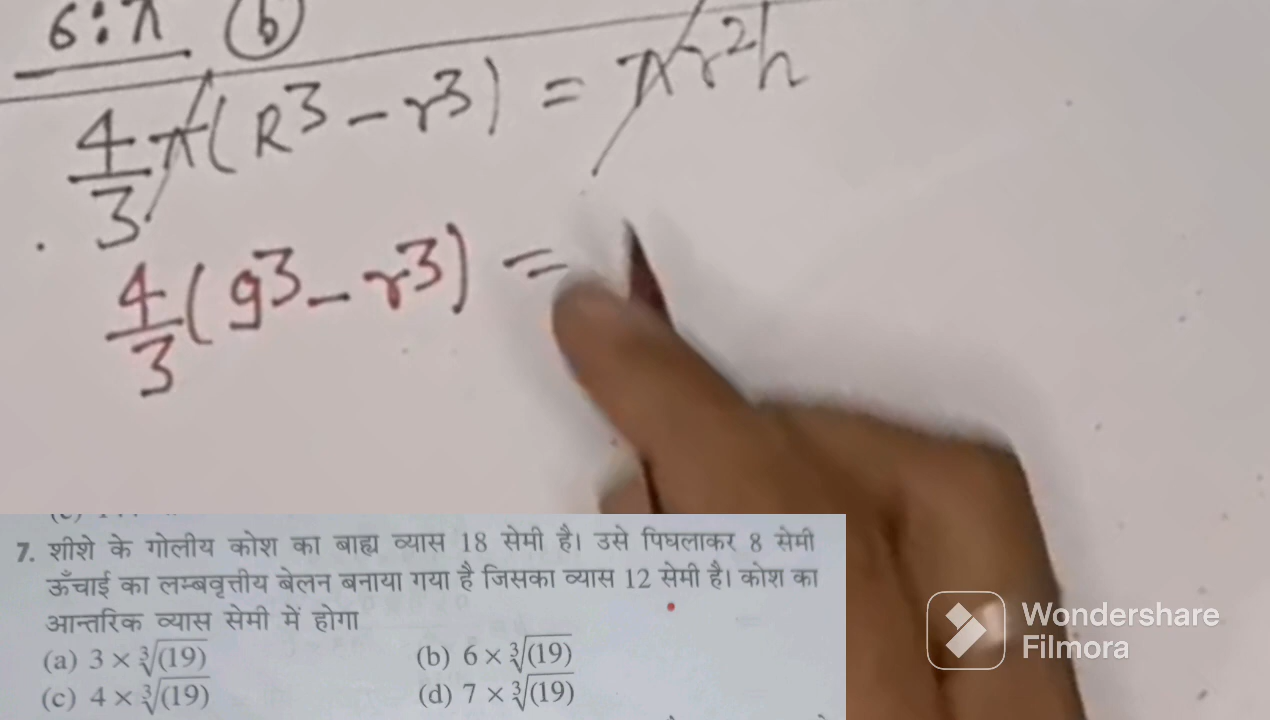 6:π (b)
4/3 π(R³ - r³) = πr²h
4/3 (9³ - r³) =
7. शीशे के गोलीय कोश का बाह्य व्यास 18 सेमी है। उसे पिघलाकर 8 सेमी
ऊँचाई का लम्बवृत्तीय बेलन बनाया गया है जिसका व्यास 12 सेमी है। कोश का
आन्तरिक व्यास सेमी में होगा
(a) 3 × ∛(19) (b) 6 × ∛(19)
(c) 4 × ∛(19) (d) 7 × ∛(19)
Wondershare
Filmora